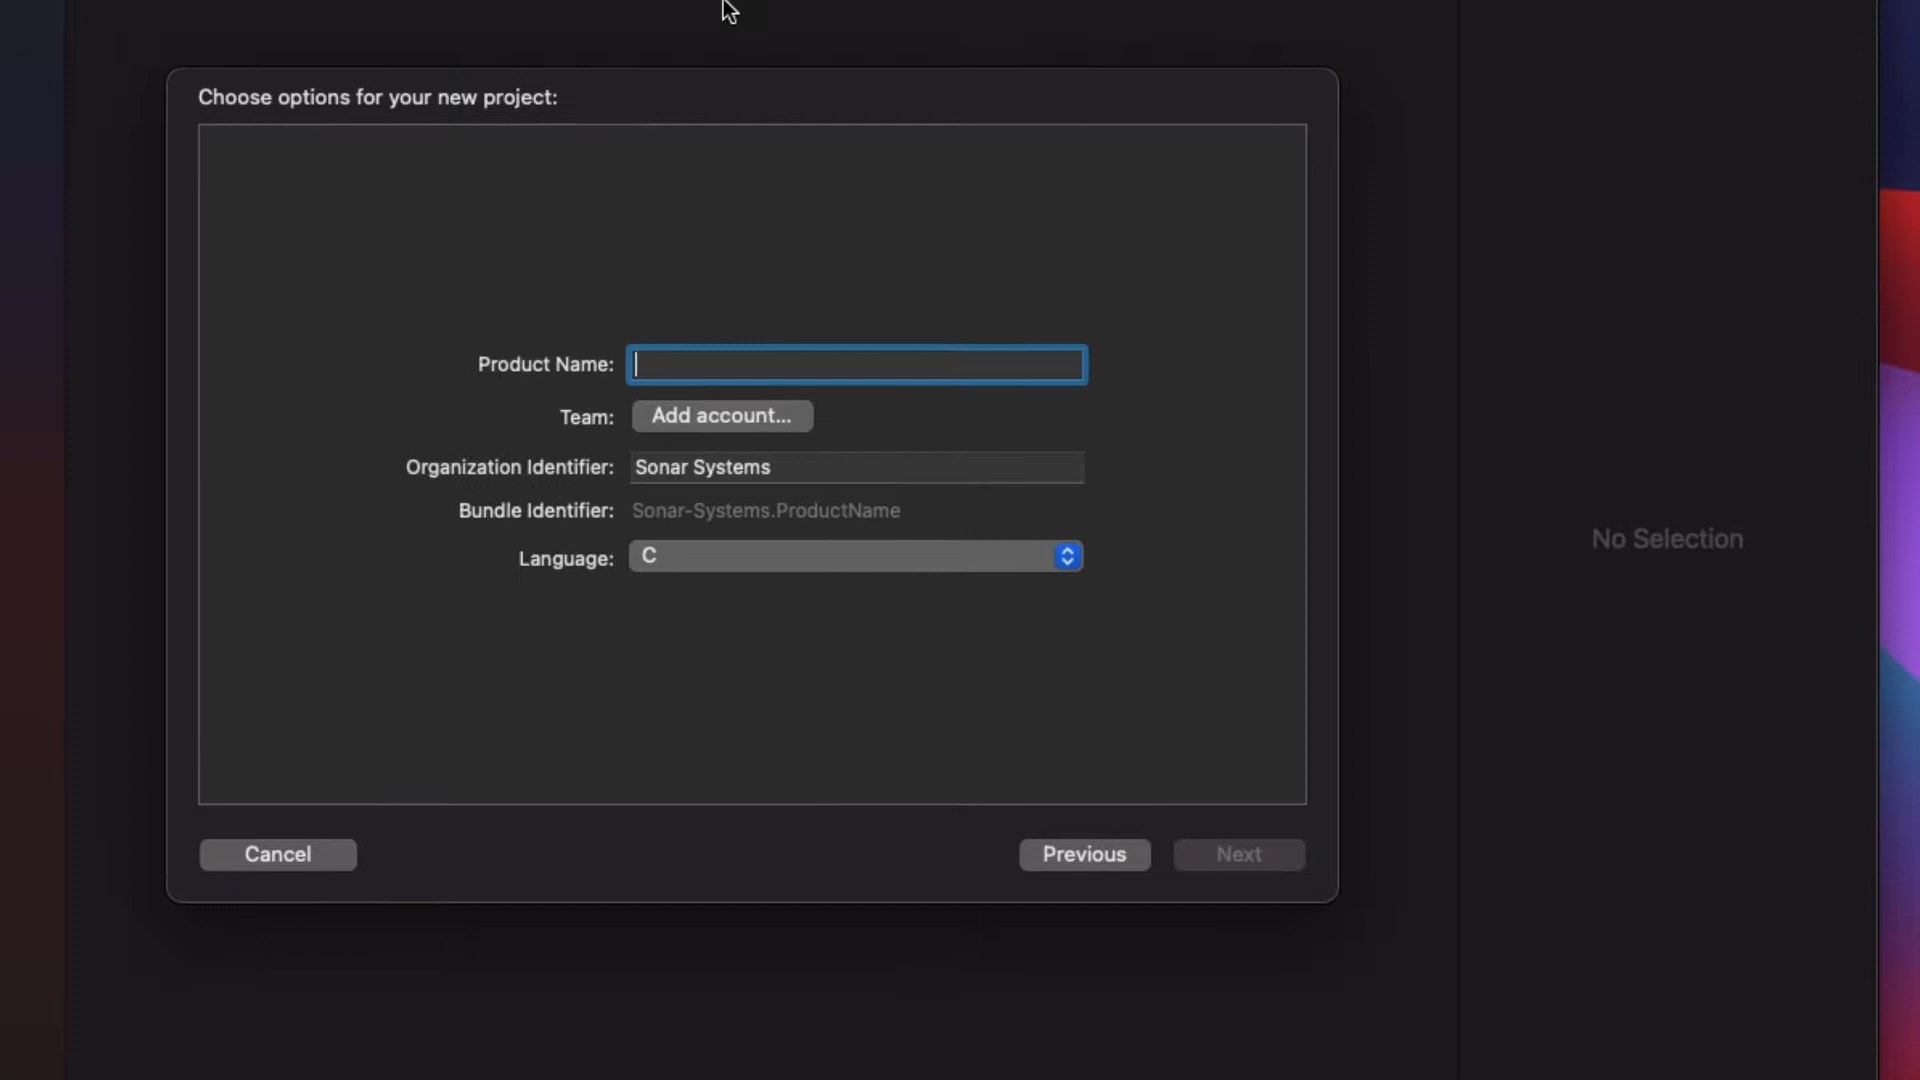 Choose options for your new project:
Product Name:
Team: Add account...
Organization Identifier: Sonar Systems
Bundle Identifier: Sonar-Systems.ProductName
Language: C
No Selection
Cancel Previous Next